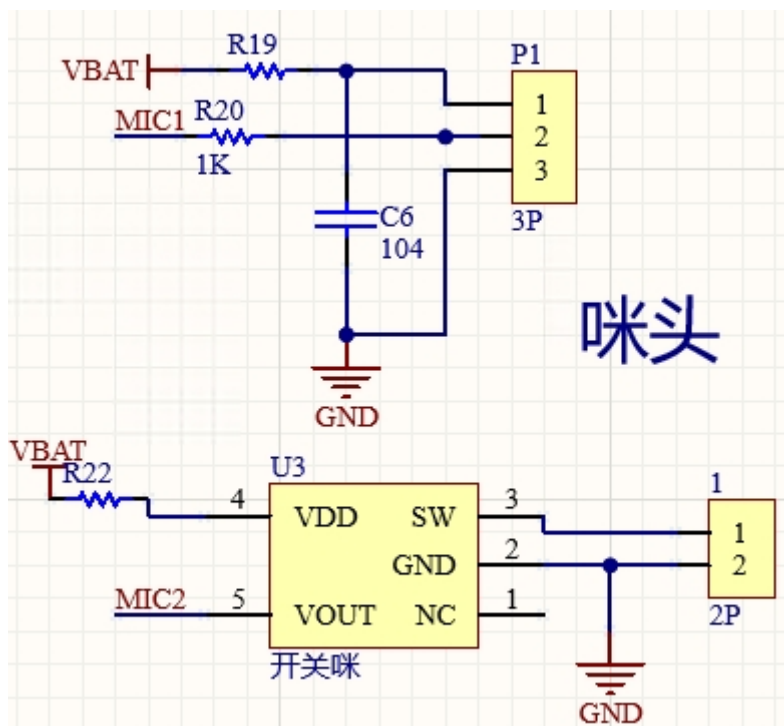 R19
P1
VBAT
1
R20
MIC1
2
1K
3
C6
3P
104
咪头
GND
VBAT
R22
U3
1
4
VDD
SW
3
1
GND
2
2
MIC2
5
VOUT
NC
1
2P
开关咪
GND